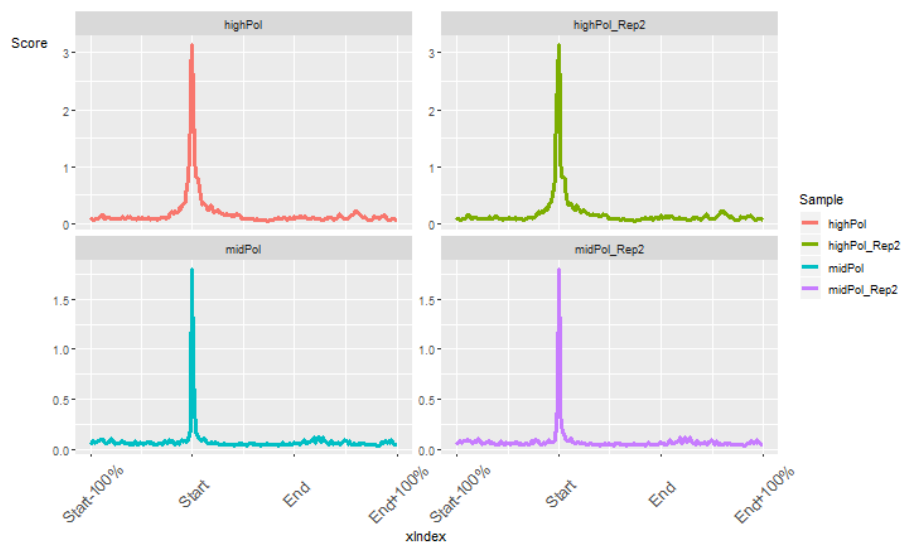 highPol
highPol_Rep2
Score
3
2
1
0
3
2
1
0
midPol
midPol_Rep2
1.5
1.0
0.5
0.0
1.5
1.0
0.5
0.0
Start-100%
Start
End
End+100%
Start-100%
Start
End
End+100%
xIndex
Sample
highPol
highPol_Rep2
midPol
midPol_Rep2